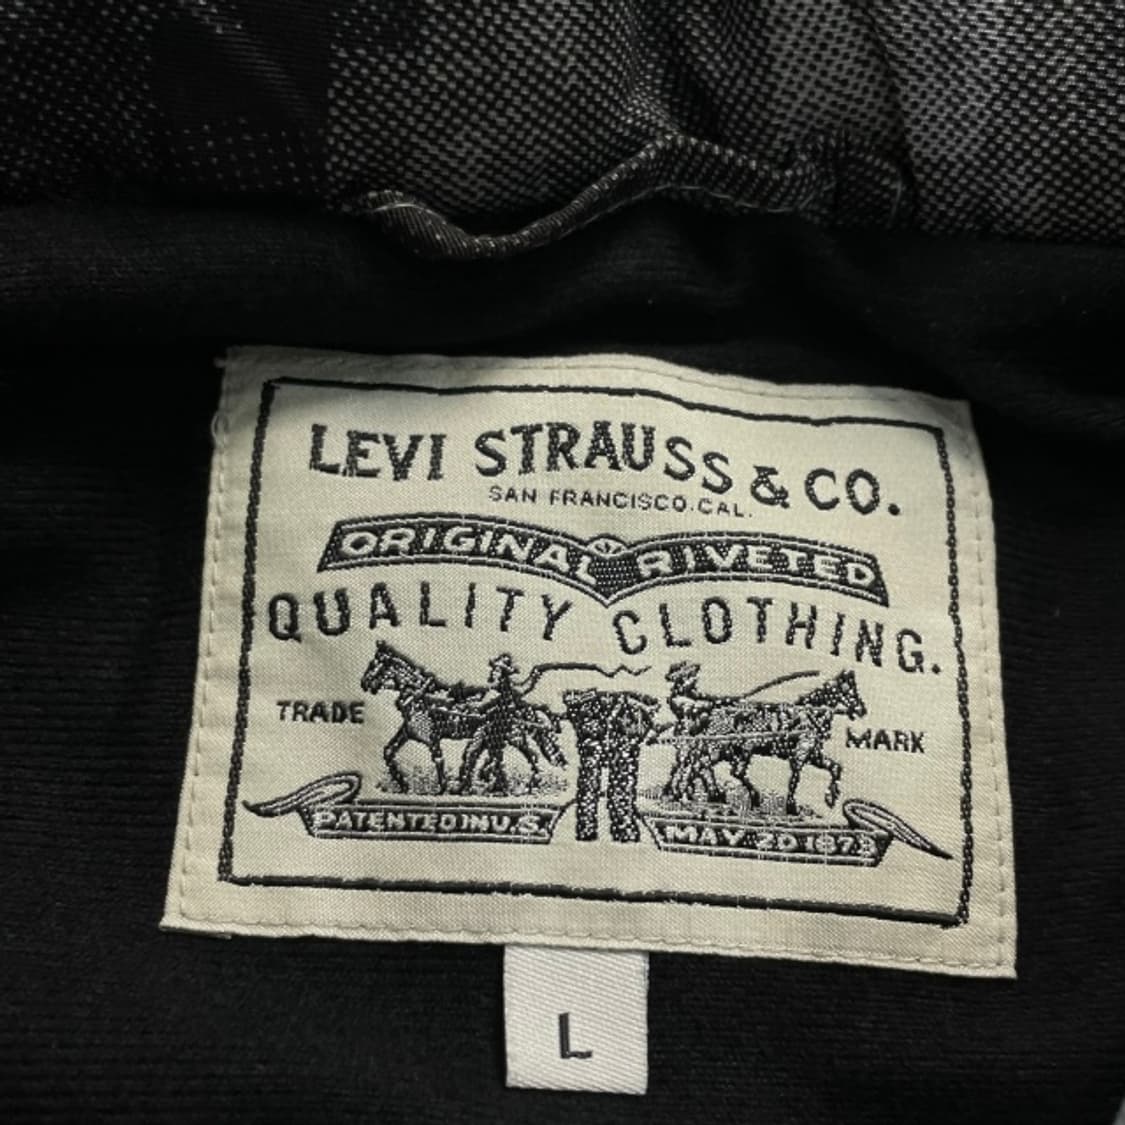 LEVI STRAUSS & CO.
SAN FRANCISCO.CAL.
ORIGINAL RIVETED
QUALITY CLOTHING.
TRADE MARK
PATENTED IN U.S. MAY 20 1873
L